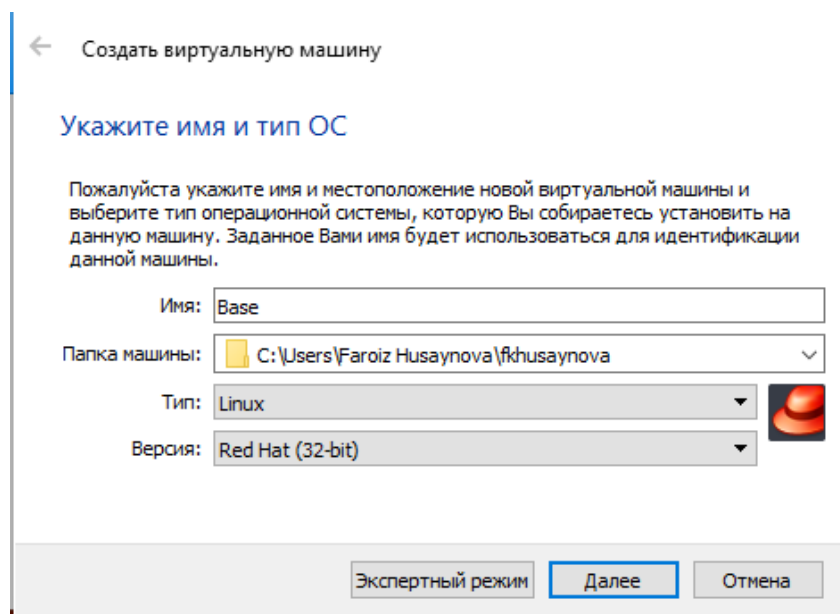 Создать виртуальную машину
Укажите имя и тип ОС
Пожалуйста укажите имя и местоположение новой виртуальной машины и
выберите тип операционной системы, которую Вы собираетесь установить на
данную машину. Заданное Вами имя будет использоваться для идентификации
данной машины.
Имя: Base
Папка машины: C:\Users\Faroiz Husaynova\fkhusaynova
Тип: Linux
Версия: Red Hat (32-bit)
Экспертный режим Далее Отмена